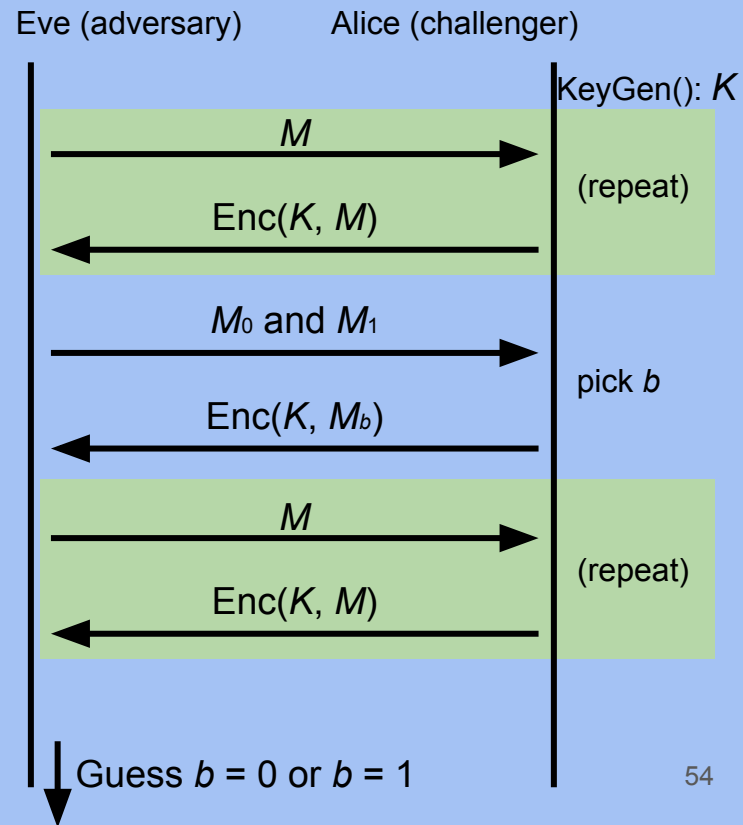 Eve (adversary) Alice (challenger)
KeyGen(): K
M
(repeat)
Enc(K, M)
M₀ and M₁
pick b
Enc(K, M_b)
M
(repeat)
Enc(K, M)
Guess b = 0 or b = 1
54